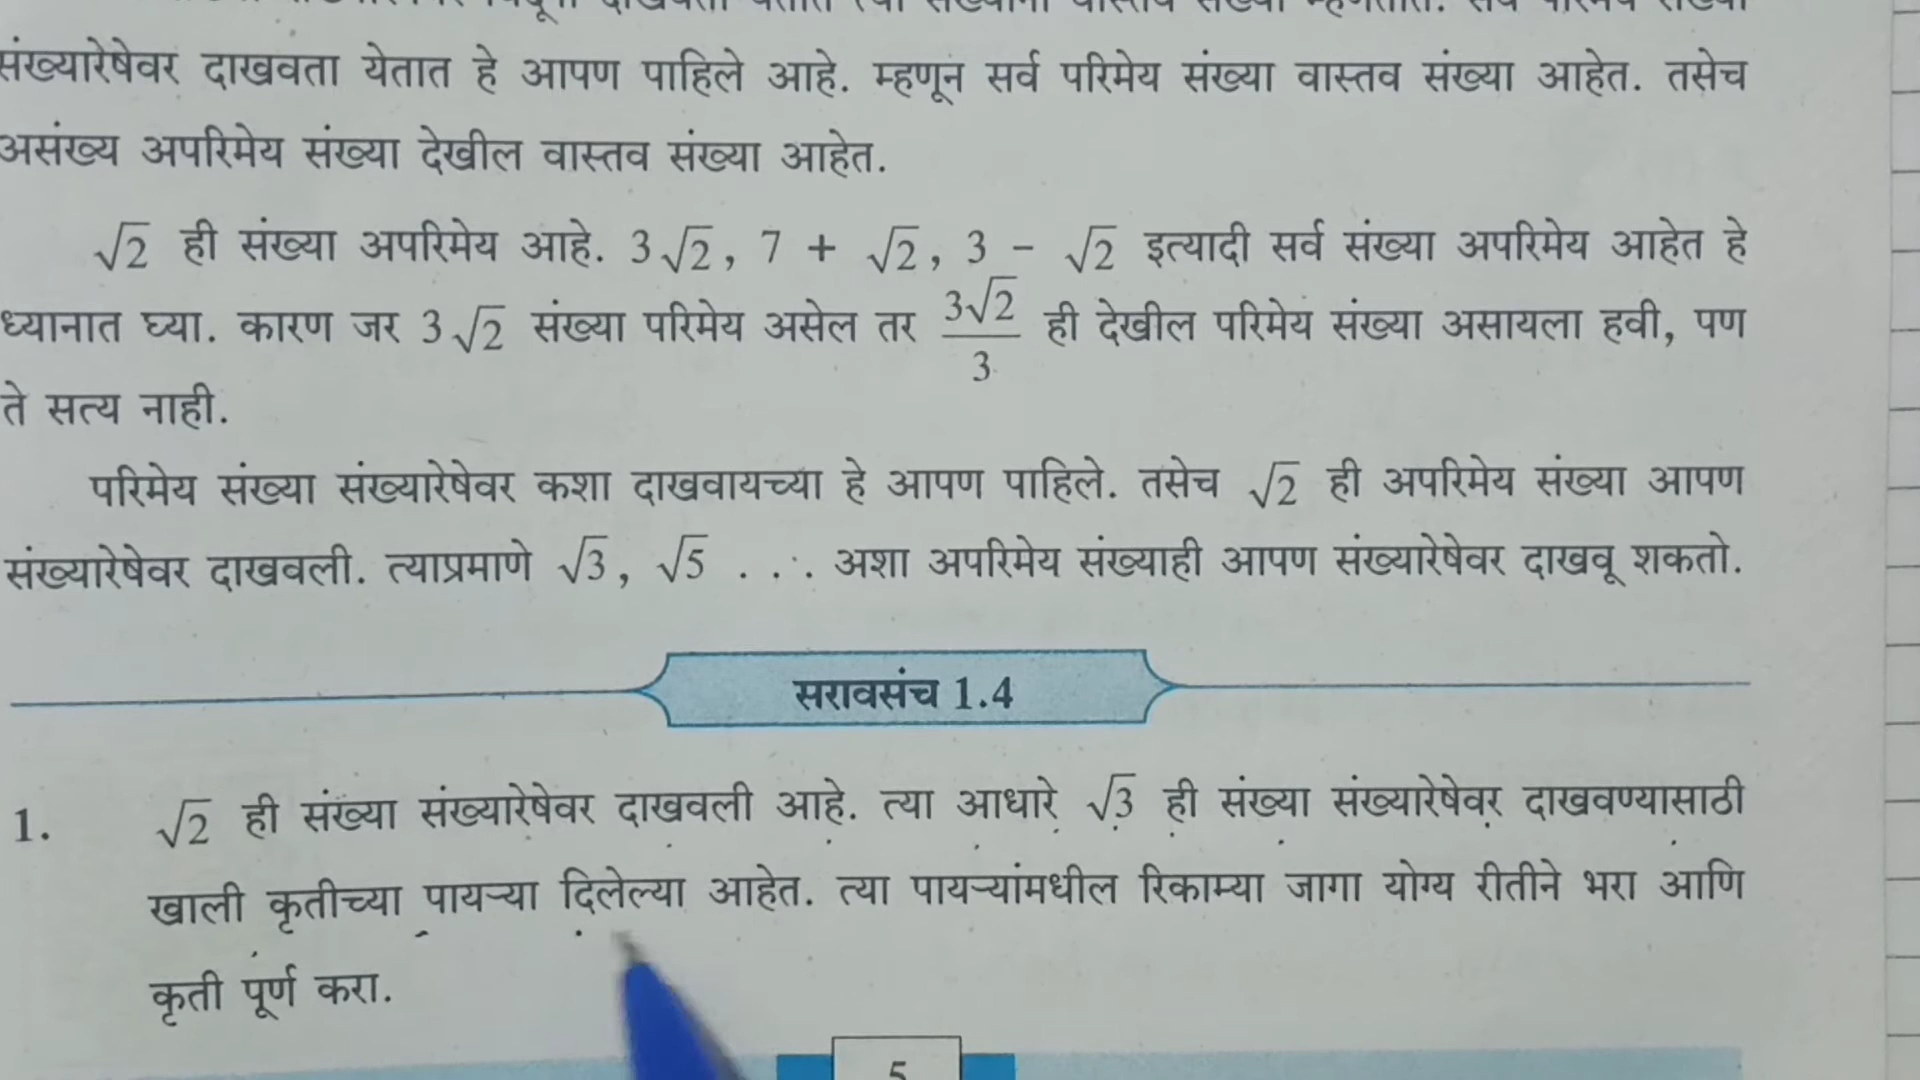 संख्यारेषेवर दाखवता येतात हे आपण पाहिले आहे. म्हणून सर्व परिमेय संख्या वास्तव संख्या आहेत. तसेच
असंख्य अपरिमेय संख्या देखील वास्तव संख्या आहेत.
√2 ही संख्या अपरिमेय आहे. 3√2, 7 + √2, 3 - √2 इत्यादी सर्व संख्या अपरिमेय आहेत हे
ध्यानात घ्या. कारण जर 3√2 संख्या परिमेय असेल तर 3√2/3 ही देखील परिमेय संख्या असायला हवी, पण
ते सत्य नाही.
परिमेय संख्या संख्यारेषेवर कशा दाखवायच्या हे आपण पाहिले. तसेच √2 ही अपरिमेय संख्या आपण
संख्यारेषेवर दाखवली. त्याप्रमाणे √3, √5 . . . अशा अपरिमेय संख्याही आपण संख्यारेषेवर दाखवू शकतो.
सरावसंच 1.4
1. √2 ही संख्या संख्यारेषेवर दाखवली आहे. त्या आधारे √3 ही संख्या संख्यारेषेवर दाखवण्यासाठी
खाली कृतीच्या पायऱ्या दिलेल्या आहेत. त्या पायऱ्यांमधील रिकाम्या जागा योग्य रीतीने भरा आणि
कृती पूर्ण करा.
5